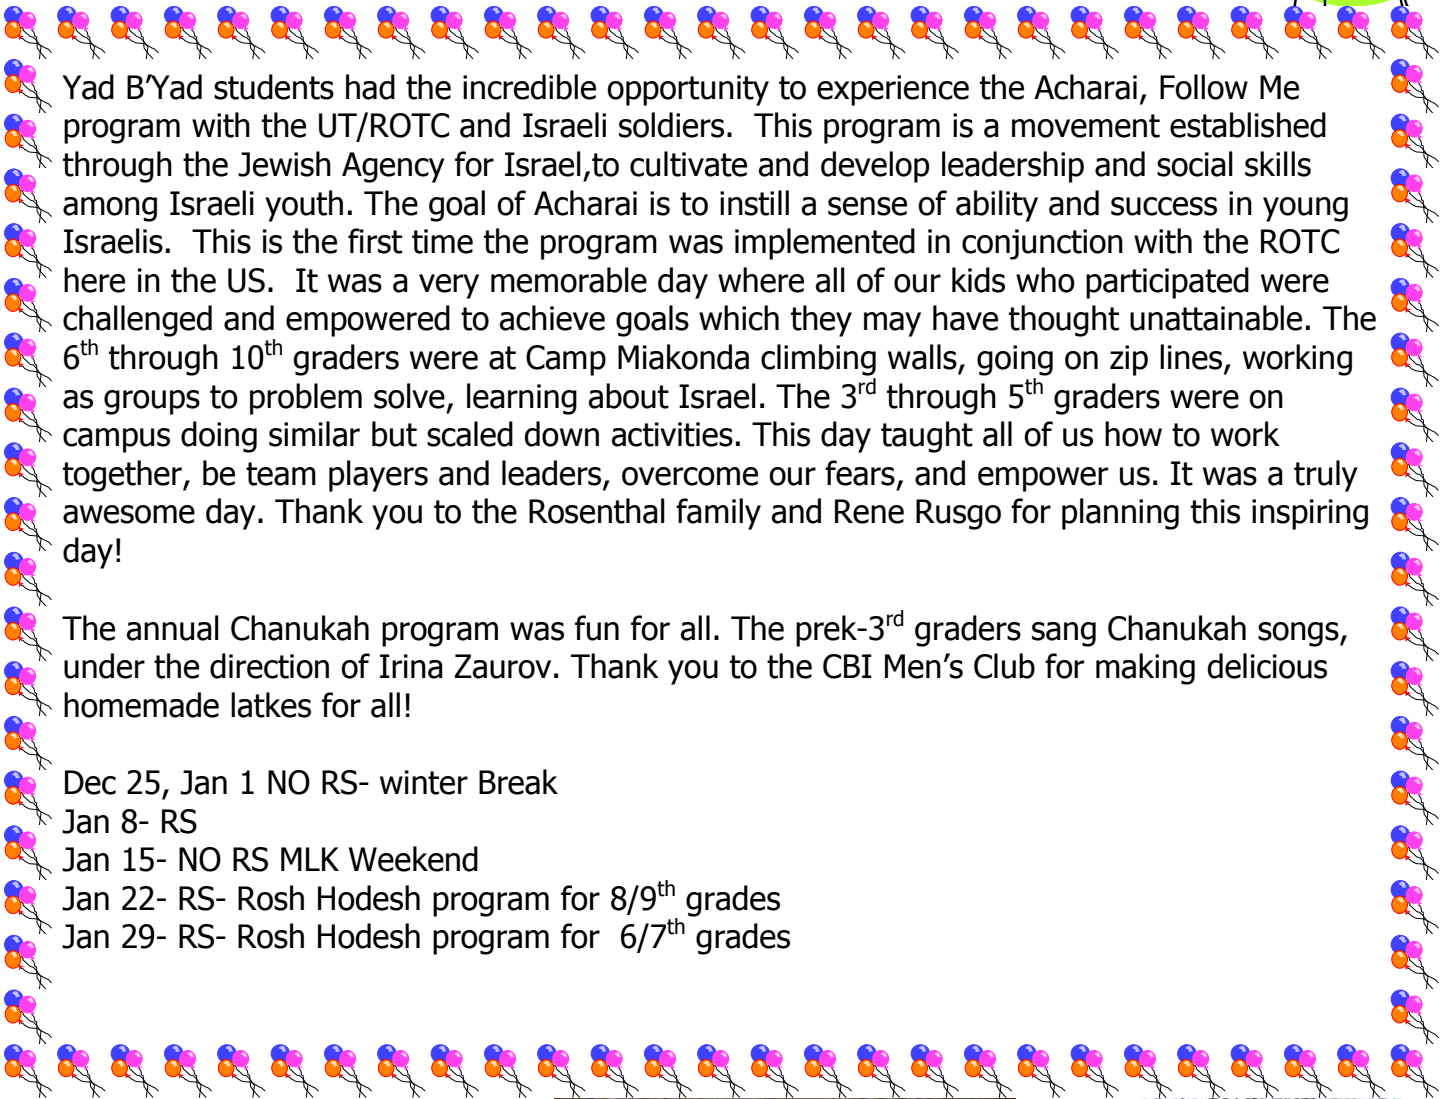 Yad B'Yad students had the incredible opportunity to experience the Acharai, Follow Me
program with the UT/ROTC and Israeli soldiers.  This program is a movement established
through the Jewish Agency for Israel,to cultivate and develop leadership and social skills
among Israeli youth. The goal of Acharai is to instill a sense of ability and success in young
Israelis.  This is the first time the program was implemented in conjunction with the ROTC
here in the US.  It was a very memorable day where all of our kids who participated were
challenged and empowered to achieve goals which they may have thought unattainable. The
6th through 10th graders were at Camp Miakonda climbing walls, going on zip lines, working
as groups to problem solve, learning about Israel. The 3rd through 5th graders were on
campus doing similar but scaled down activities. This day taught all of us how to work
together, be team players and leaders, overcome our fears, and empower us. It was a truly
awesome day. Thank you to the Rosenthal family and Rene Rusgo for planning this inspiring
day!

The annual Chanukah program was fun for all. The prek-3rd graders sang Chanukah songs,
under the direction of Irina Zaurov. Thank you to the CBI Men's Club for making delicious
homemade latkes for all!

Dec 25, Jan 1 NO RS- winter Break
Jan 8- RS
Jan 15- NO RS MLK Weekend
Jan 22- RS- Rosh Hodesh program for 8/9th grades
Jan 29- RS- Rosh Hodesh program for  6/7th grades